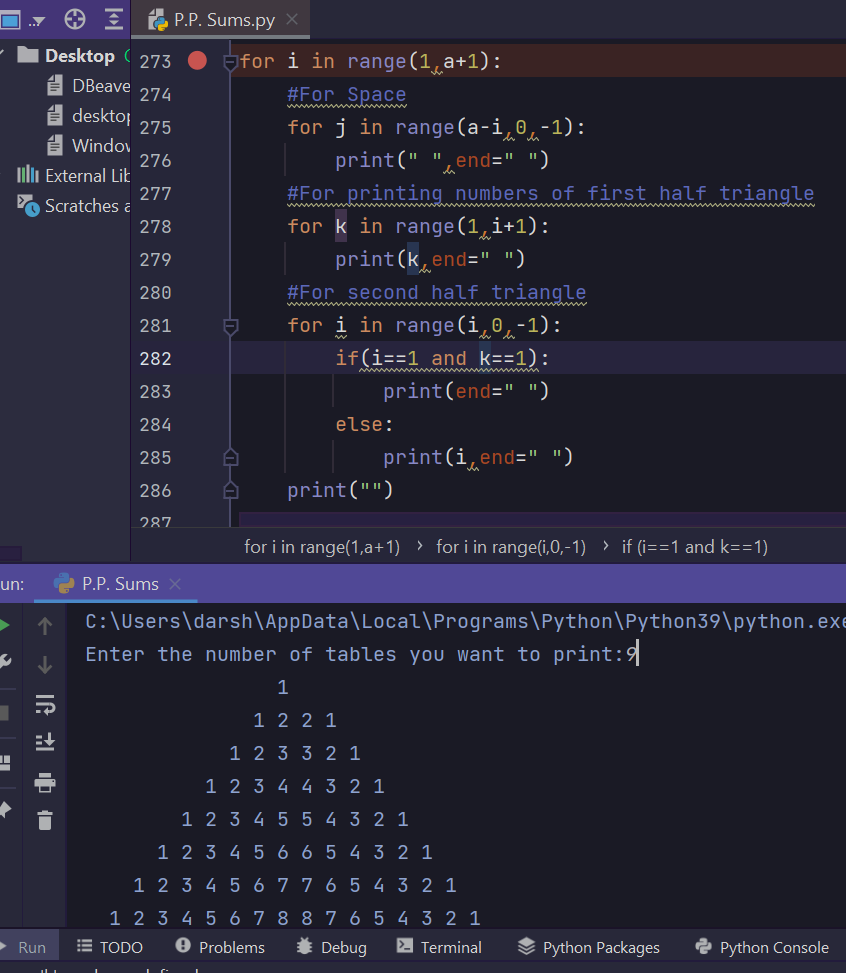 P.P. Sums.py
Desktop
273 for i in range(1,a+1):
274 #For Space
275 for j in range(a-i,0,-1):
276 print(" ",end=" ")
277 #For printing numbers of first half triangle
278 for k in range(1,i+1):
279 print(k,end=" ")
280 #For second half triangle
281 for i in range(i,0,-1):
282 if(i==1 and k==1):
283 print(end=" ")
284 else:
285 print(i,end=" ")
286 print("")
287
DBeave
desktop
Window
External Lib
Scratches a
for i in range(1,a+1) › for i in range(i,0,-1) › if (i==1 and k==1)
un: P.P. Sums
C:\Users\darsh\AppData\Local\Programs\Python\Python39\python.exe
Enter the number of tables you want to print:9
1
1 2 2 1
1 2 3 3 2 1
1 2 3 4 4 3 2 1
1 2 3 4 5 5 4 3 2 1
1 2 3 4 5 6 6 5 4 3 2 1
1 2 3 4 5 6 7 7 6 5 4 3 2 1
1 2 3 4 5 6 7 8 8 7 6 5 4 3 2 1
Run TODO Problems Debug Terminal Python Packages Python Console